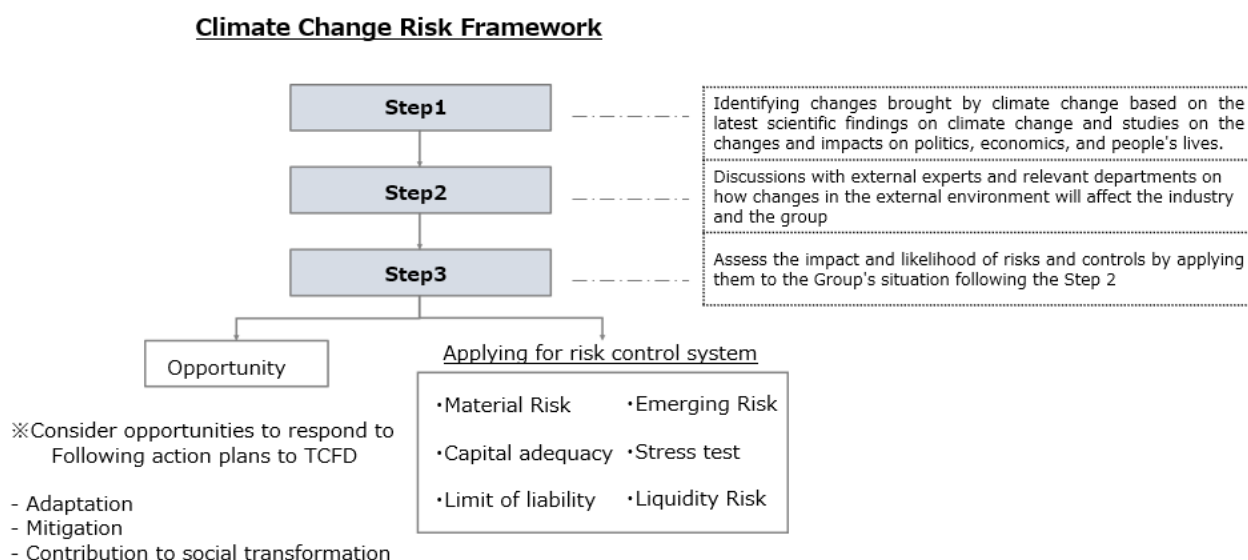 Climate Change Risk Framework
Step1
Identifying changes brought by climate change based on the
latest scientific findings on climate change and studies on the
changes and impacts on politics, economics, and people's lives.
Step2
Discussions with external experts and relevant departments on
how changes in the external environment will affect the industry
and the group
Step3
Assess the impact and likelihood of risks and controls by applying
them to the Group's situation following the Step 2
Opportunity
※Consider opportunities to respond to
Following action plans to TCFD
- Adaptation
- Mitigation
- Contribution to social transformation
Applying for risk control system
・Material Risk ・Emerging Risk
・Capital adequacy ・Stress test
・Limit of liability ・Liquidity Risk